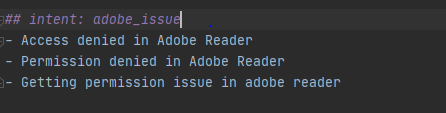 ## intent: adobe_issue
- Access denied in Adobe Reader
- Permission denied in Adobe Reader
- Getting permission issue in adobe reader